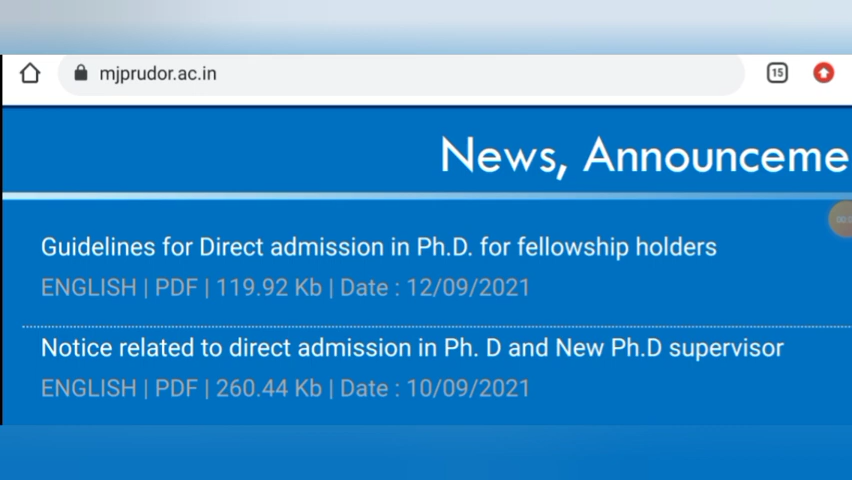 mjprudor.ac.in
15
News, Announceme
Guidelines for Direct admission in Ph.D. for fellowship holders
ENGLISH | PDF | 119.92 Kb | Date : 12/09/2021
Notice related to direct admission in Ph. D and New Ph.D supervisor
ENGLISH | PDF | 260.44 Kb | Date : 10/09/2021